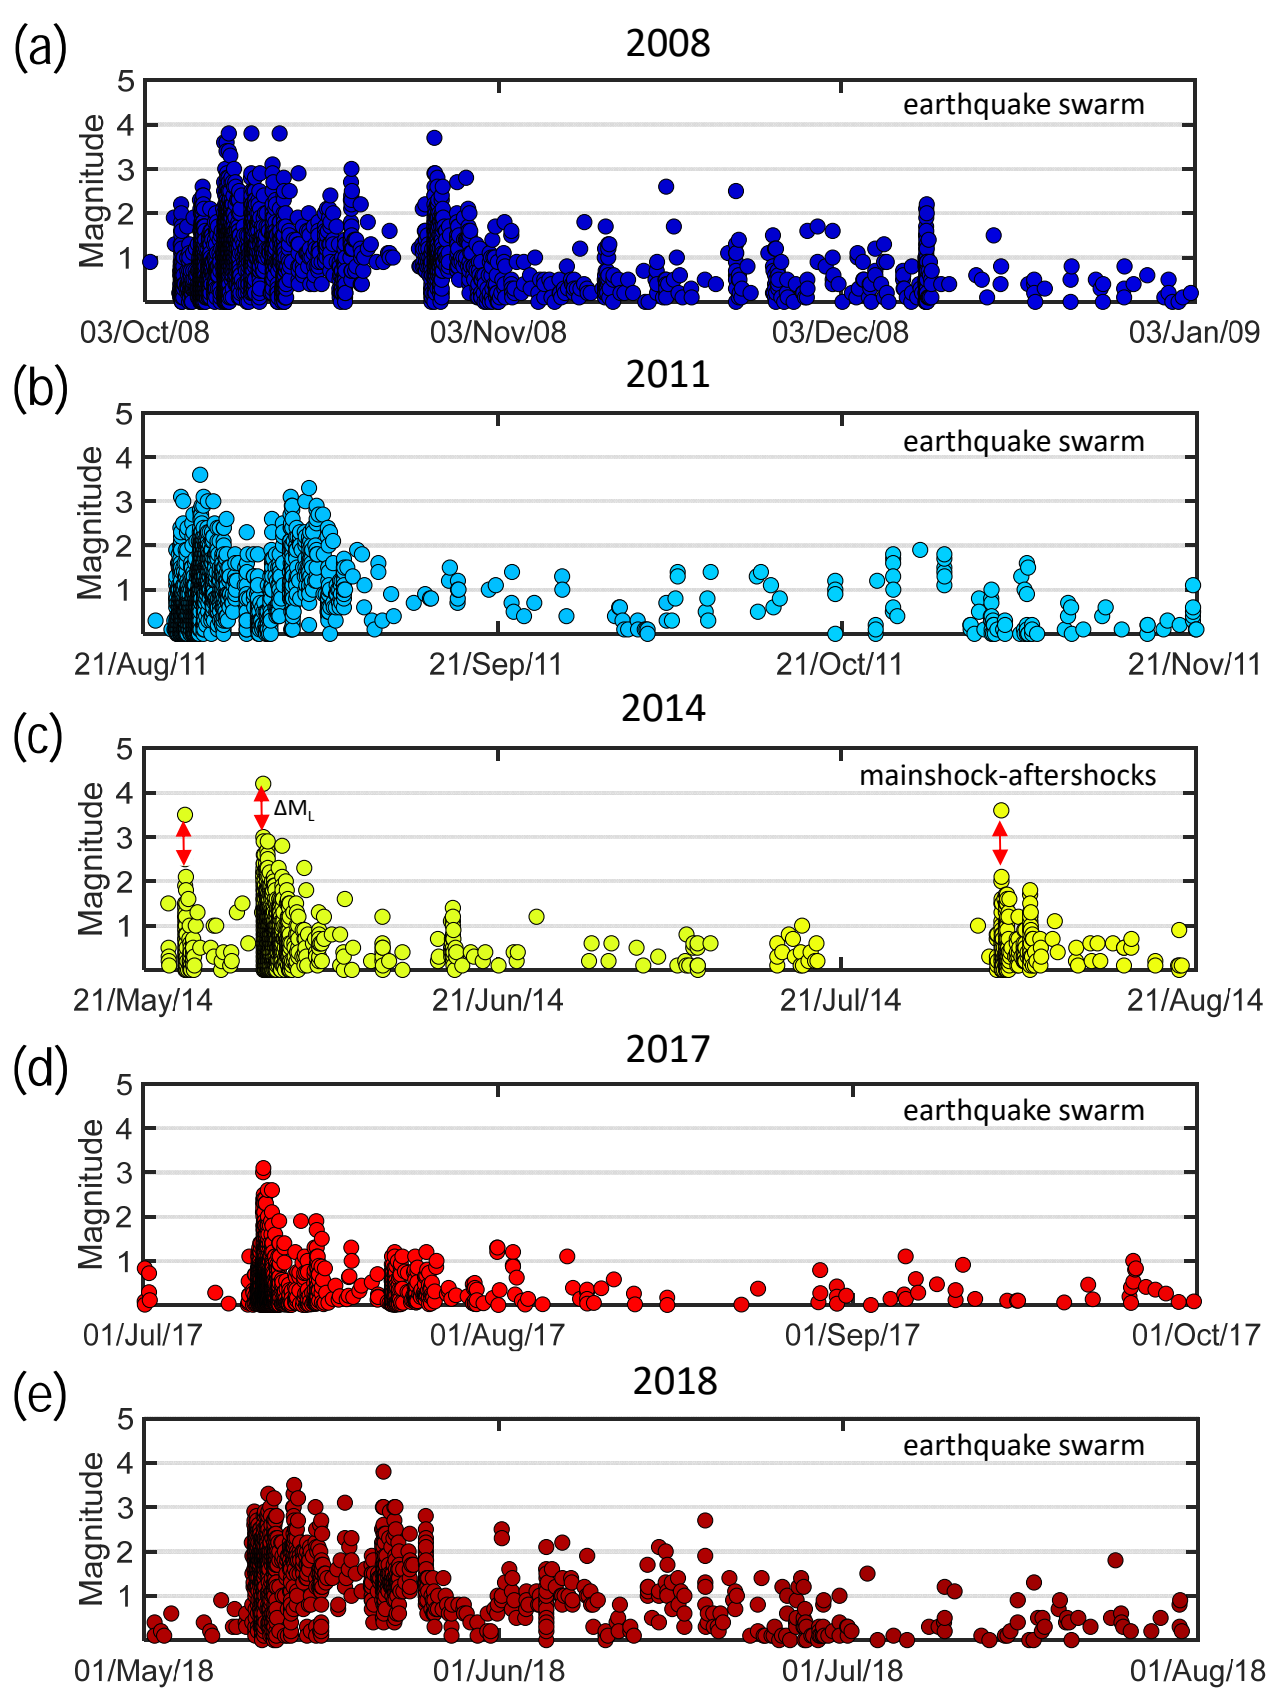 (a)
2008
earthquake swarm
Magnitude
5
4
3
2
1
03/Oct/08
03/Nov/08
03/Dec/08
03/Jan/09
(b)
2011
earthquake swarm
Magnitude
5
4
3
2
1
21/Aug/11
21/Sep/11
21/Oct/11
21/Nov/11
(c)
2014
mainshock-aftershocks
ΔM_L
Magnitude
5
4
3
2
1
21/May/14
21/Jun/14
21/Jul/14
21/Aug/14
(d)
2017
earthquake swarm
Magnitude
5
4
3
2
1
01/Jul/17
01/Aug/17
01/Sep/17
01/Oct/17
(e)
2018
earthquake swarm
Magnitude
5
4
3
2
1
01/May/18
01/Jun/18
01/Jul/18
01/Aug/18